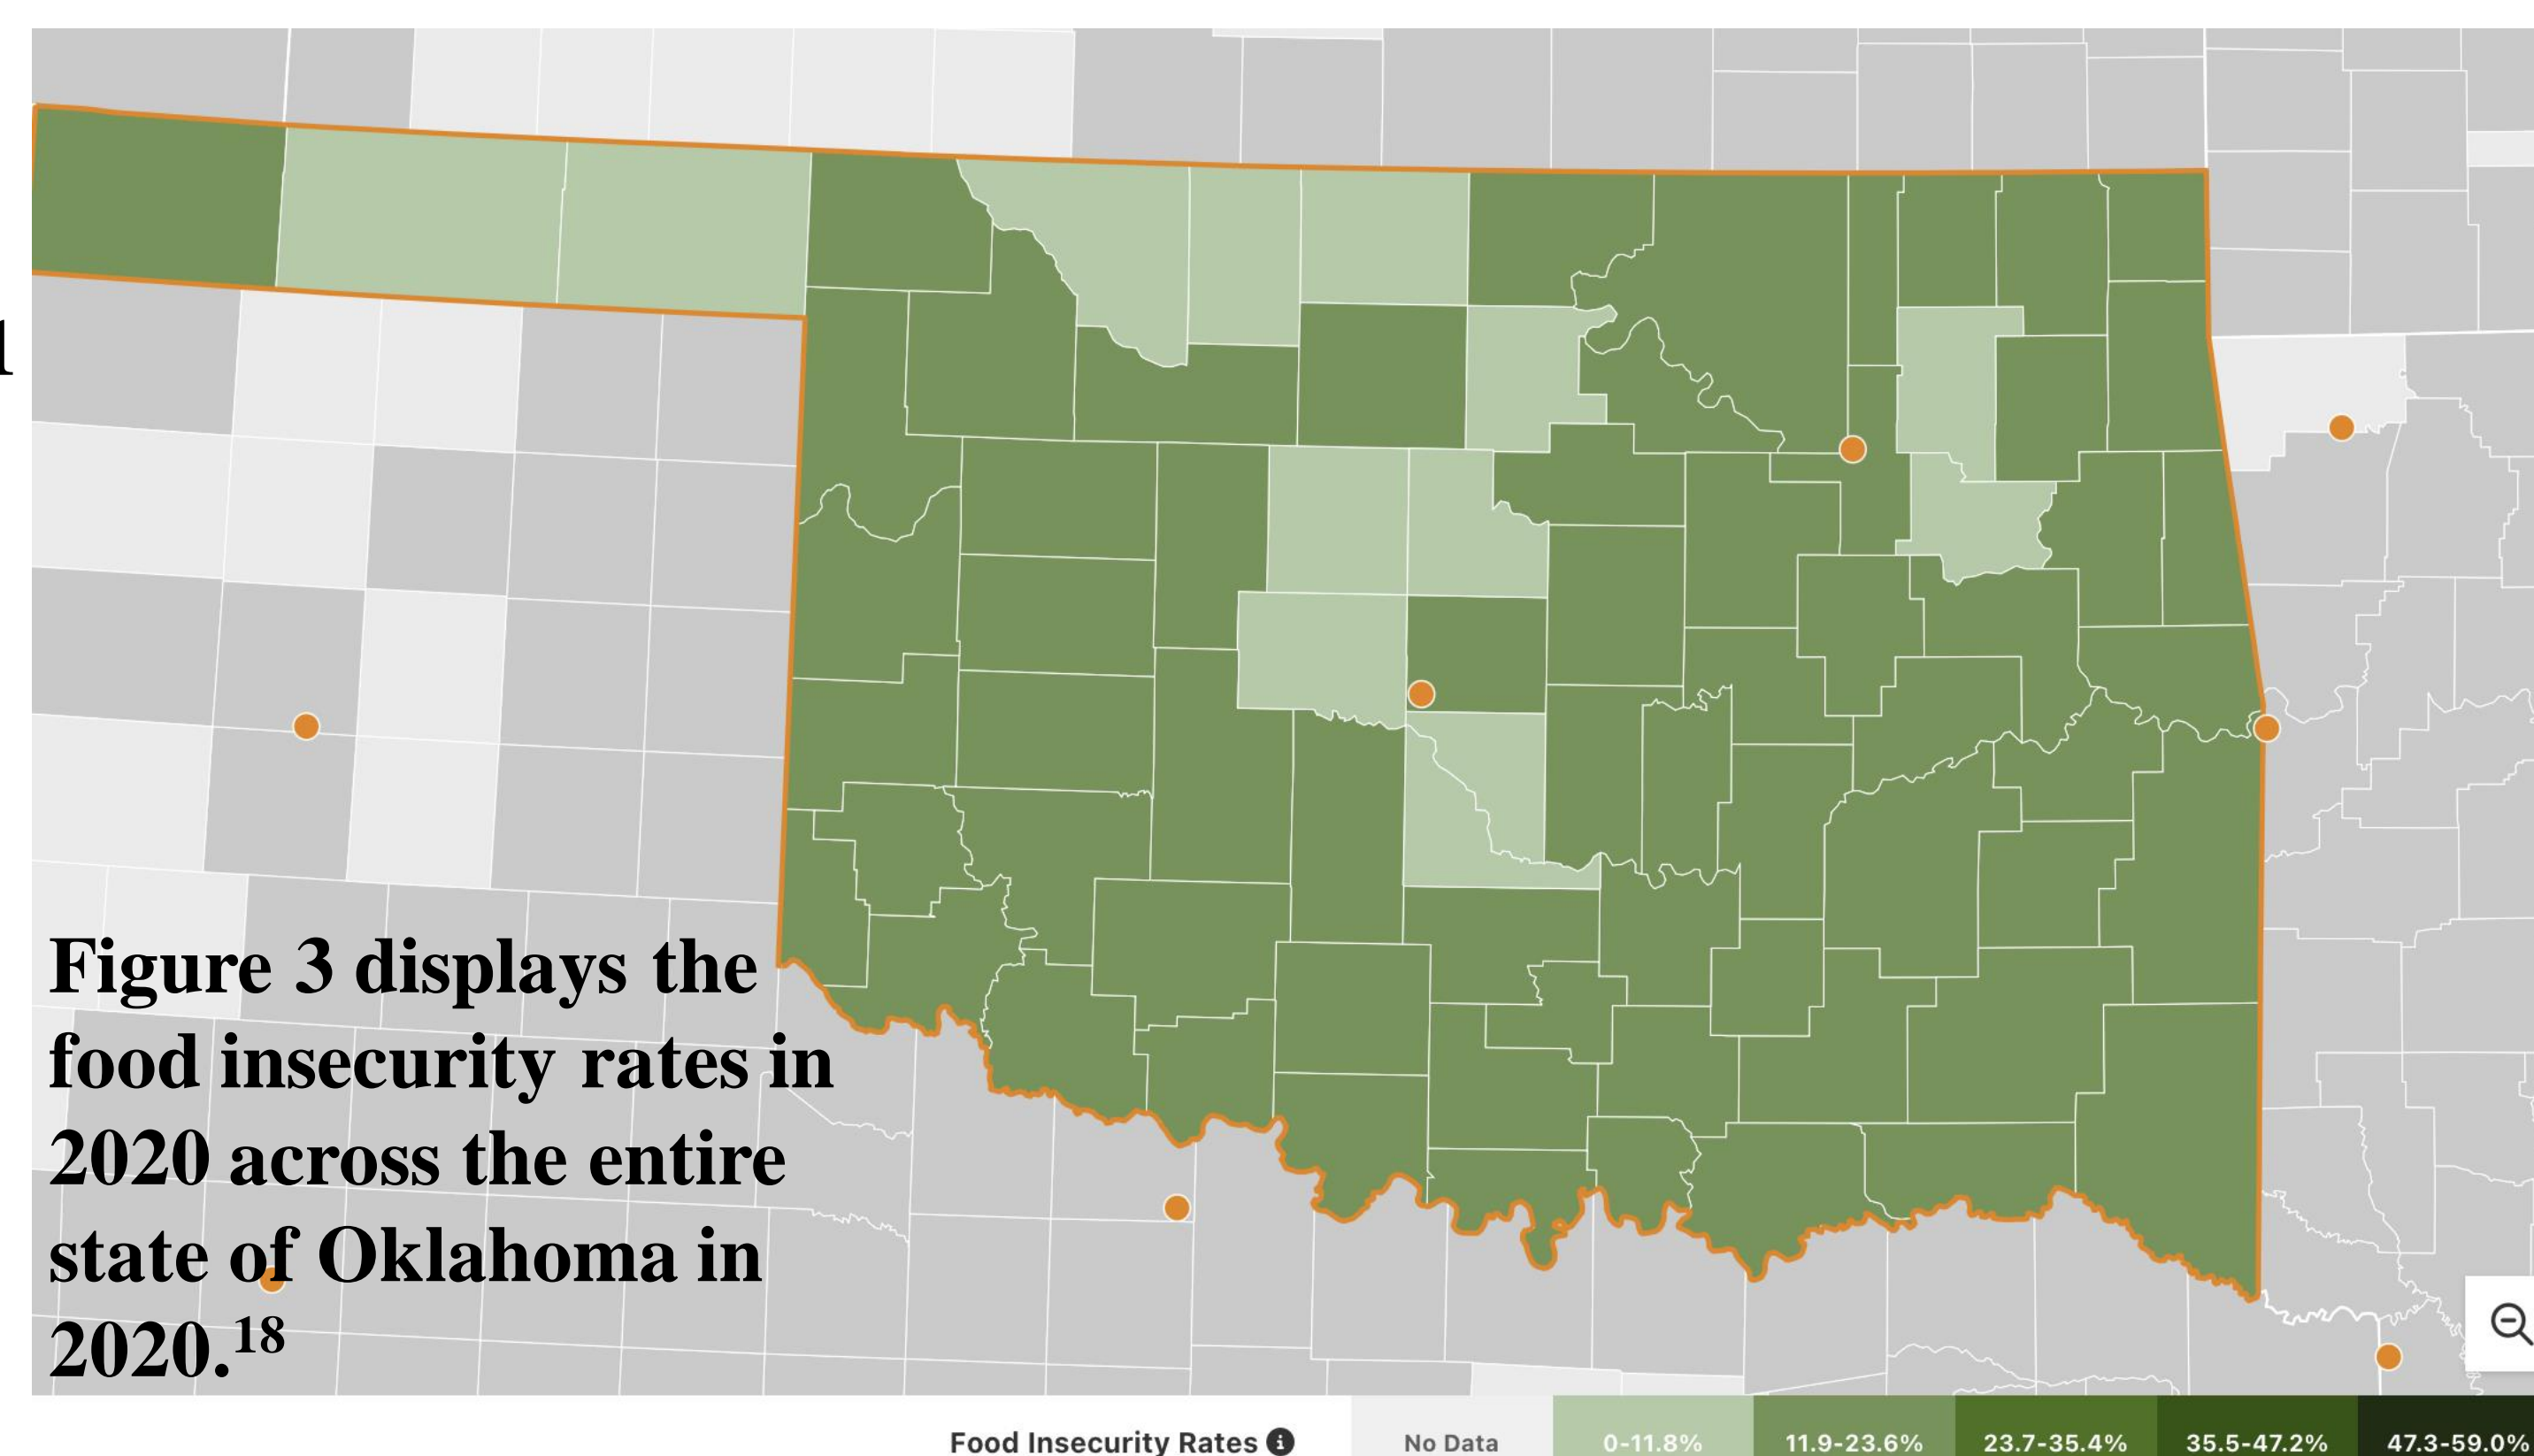 Figure 3 displays the
food insecurity rates in
2020 across the entire
state of Oklahoma in
2020.¹⁸
Food Insecurity Rates i No Data 0-11.8% 11.9-23.6% 23.7-35.4% 35.5-47.2% 47.3-59.0%